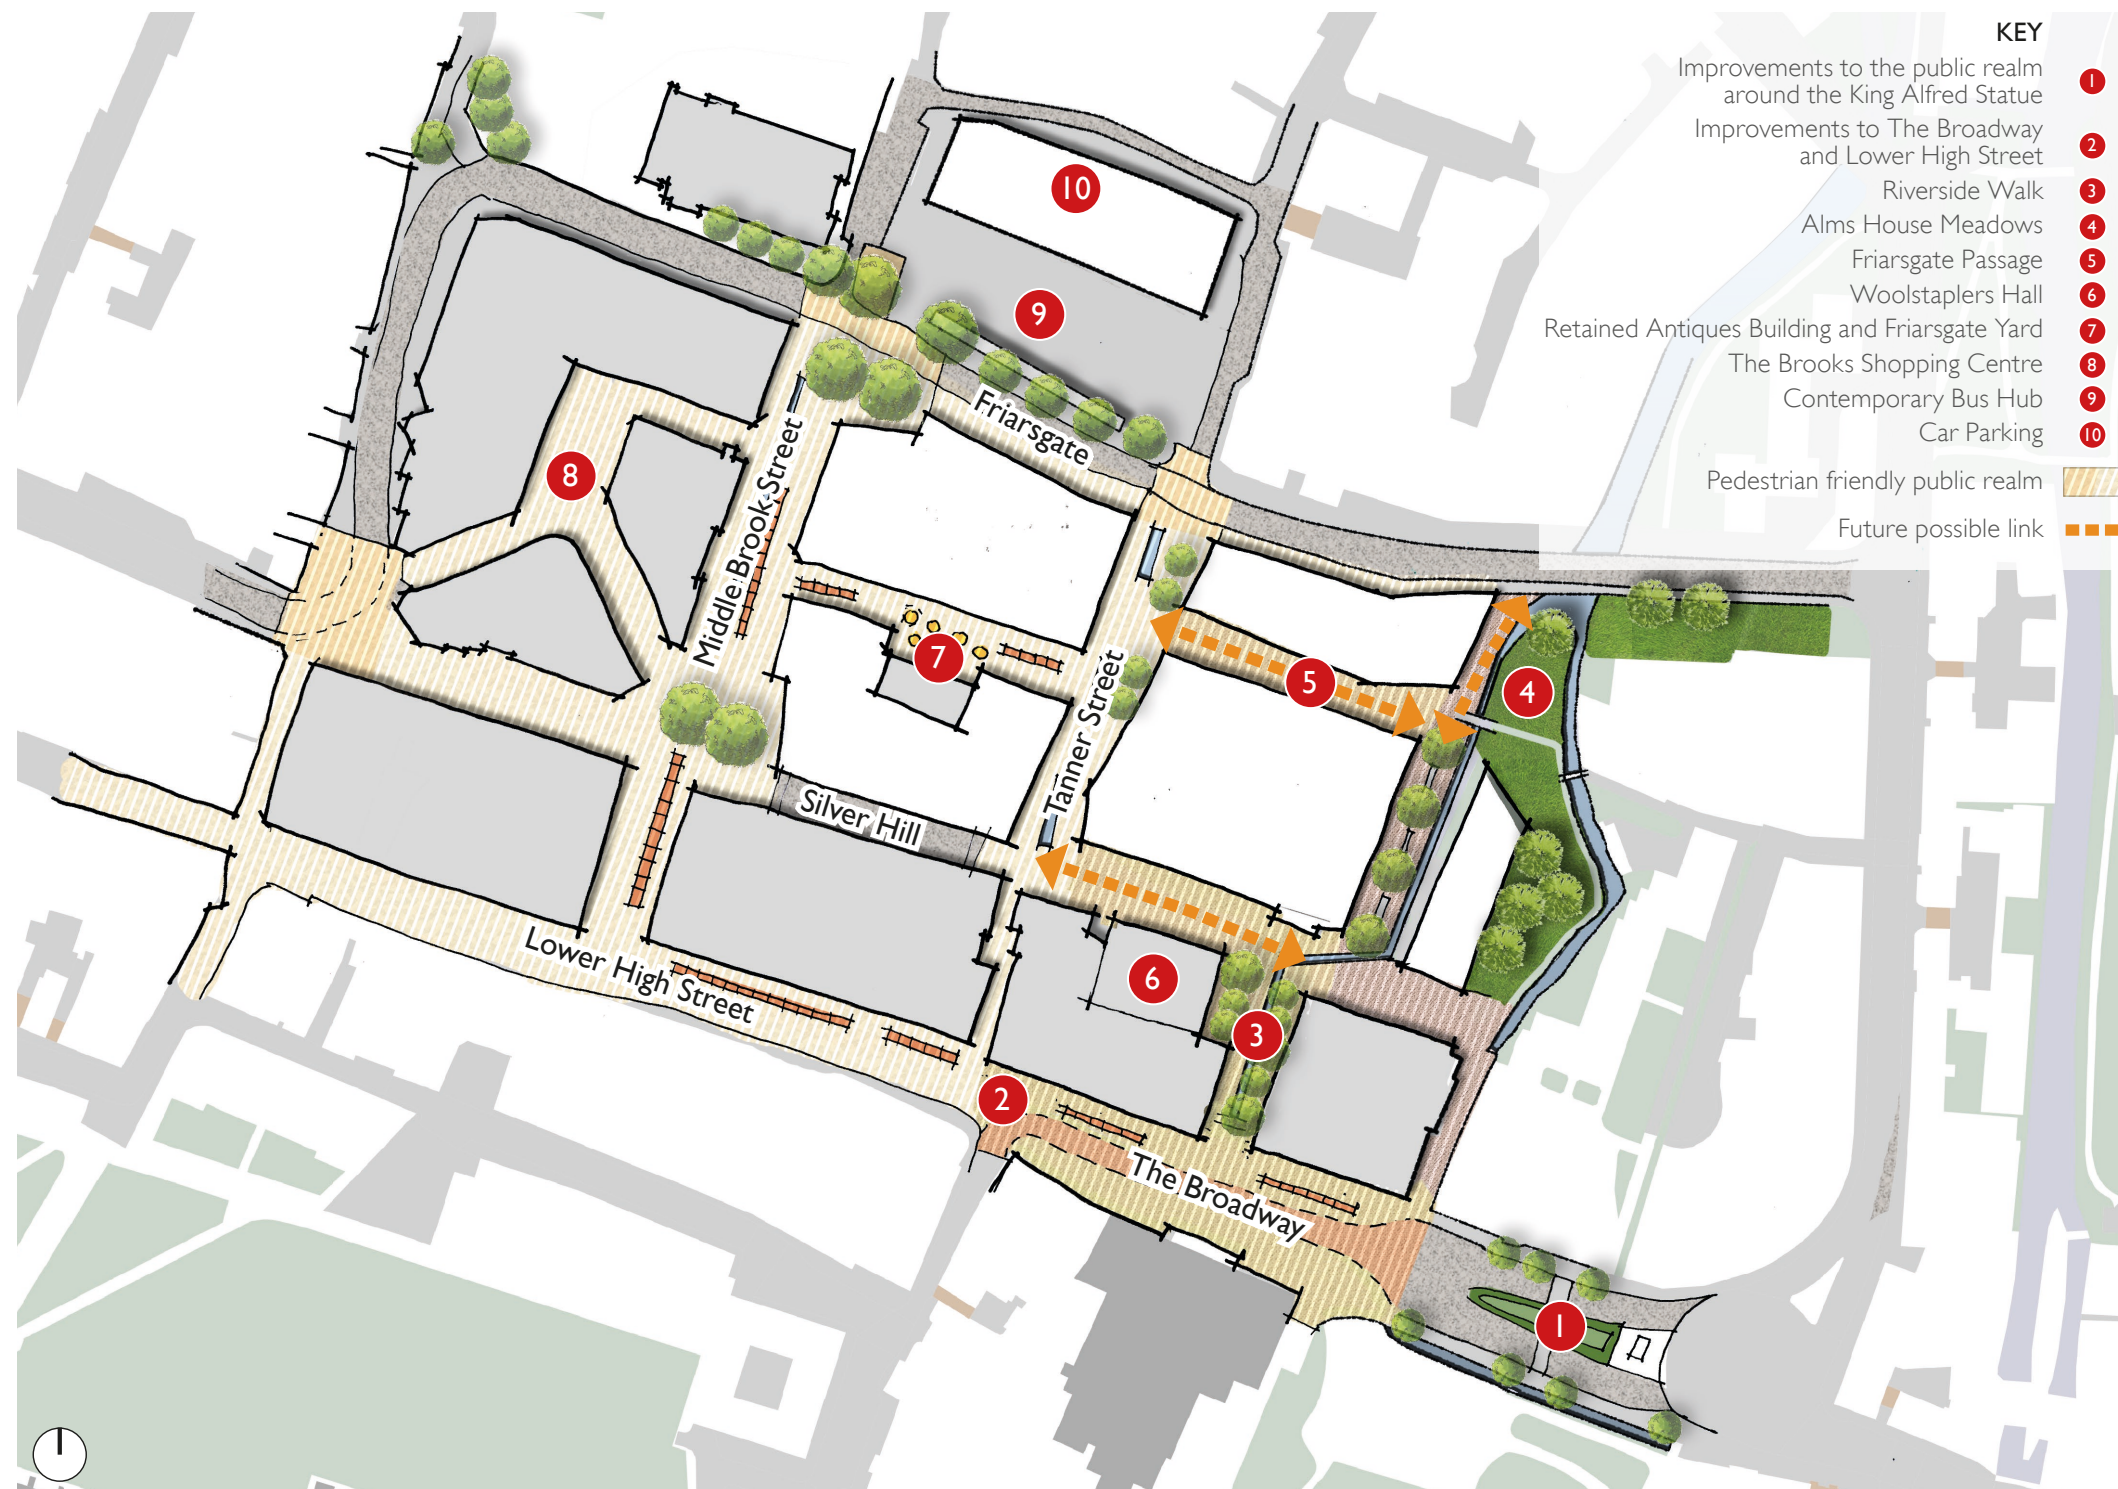 KEY
Improvements to the public realm
around the King Alfred Statue
1
Improvements to The Broadway
and Lower High Street
2
Riverside Walk 3
Alms House Meadows 4
Friarsgate Passage 5
Woolstaplers Hall 6
Retained Antiques Building and Friarsgate Yard 7
The Brooks Shopping Centre 8
Contemporary Bus Hub 9
Car Parking 10
Pedestrian friendly public realm
Future possible link
10
9
Friarsgate
8
Middle Brook Street
7
5
4
Tanner Street
Silver Hill
6
Lower High Street
3
2
The Broadway
1